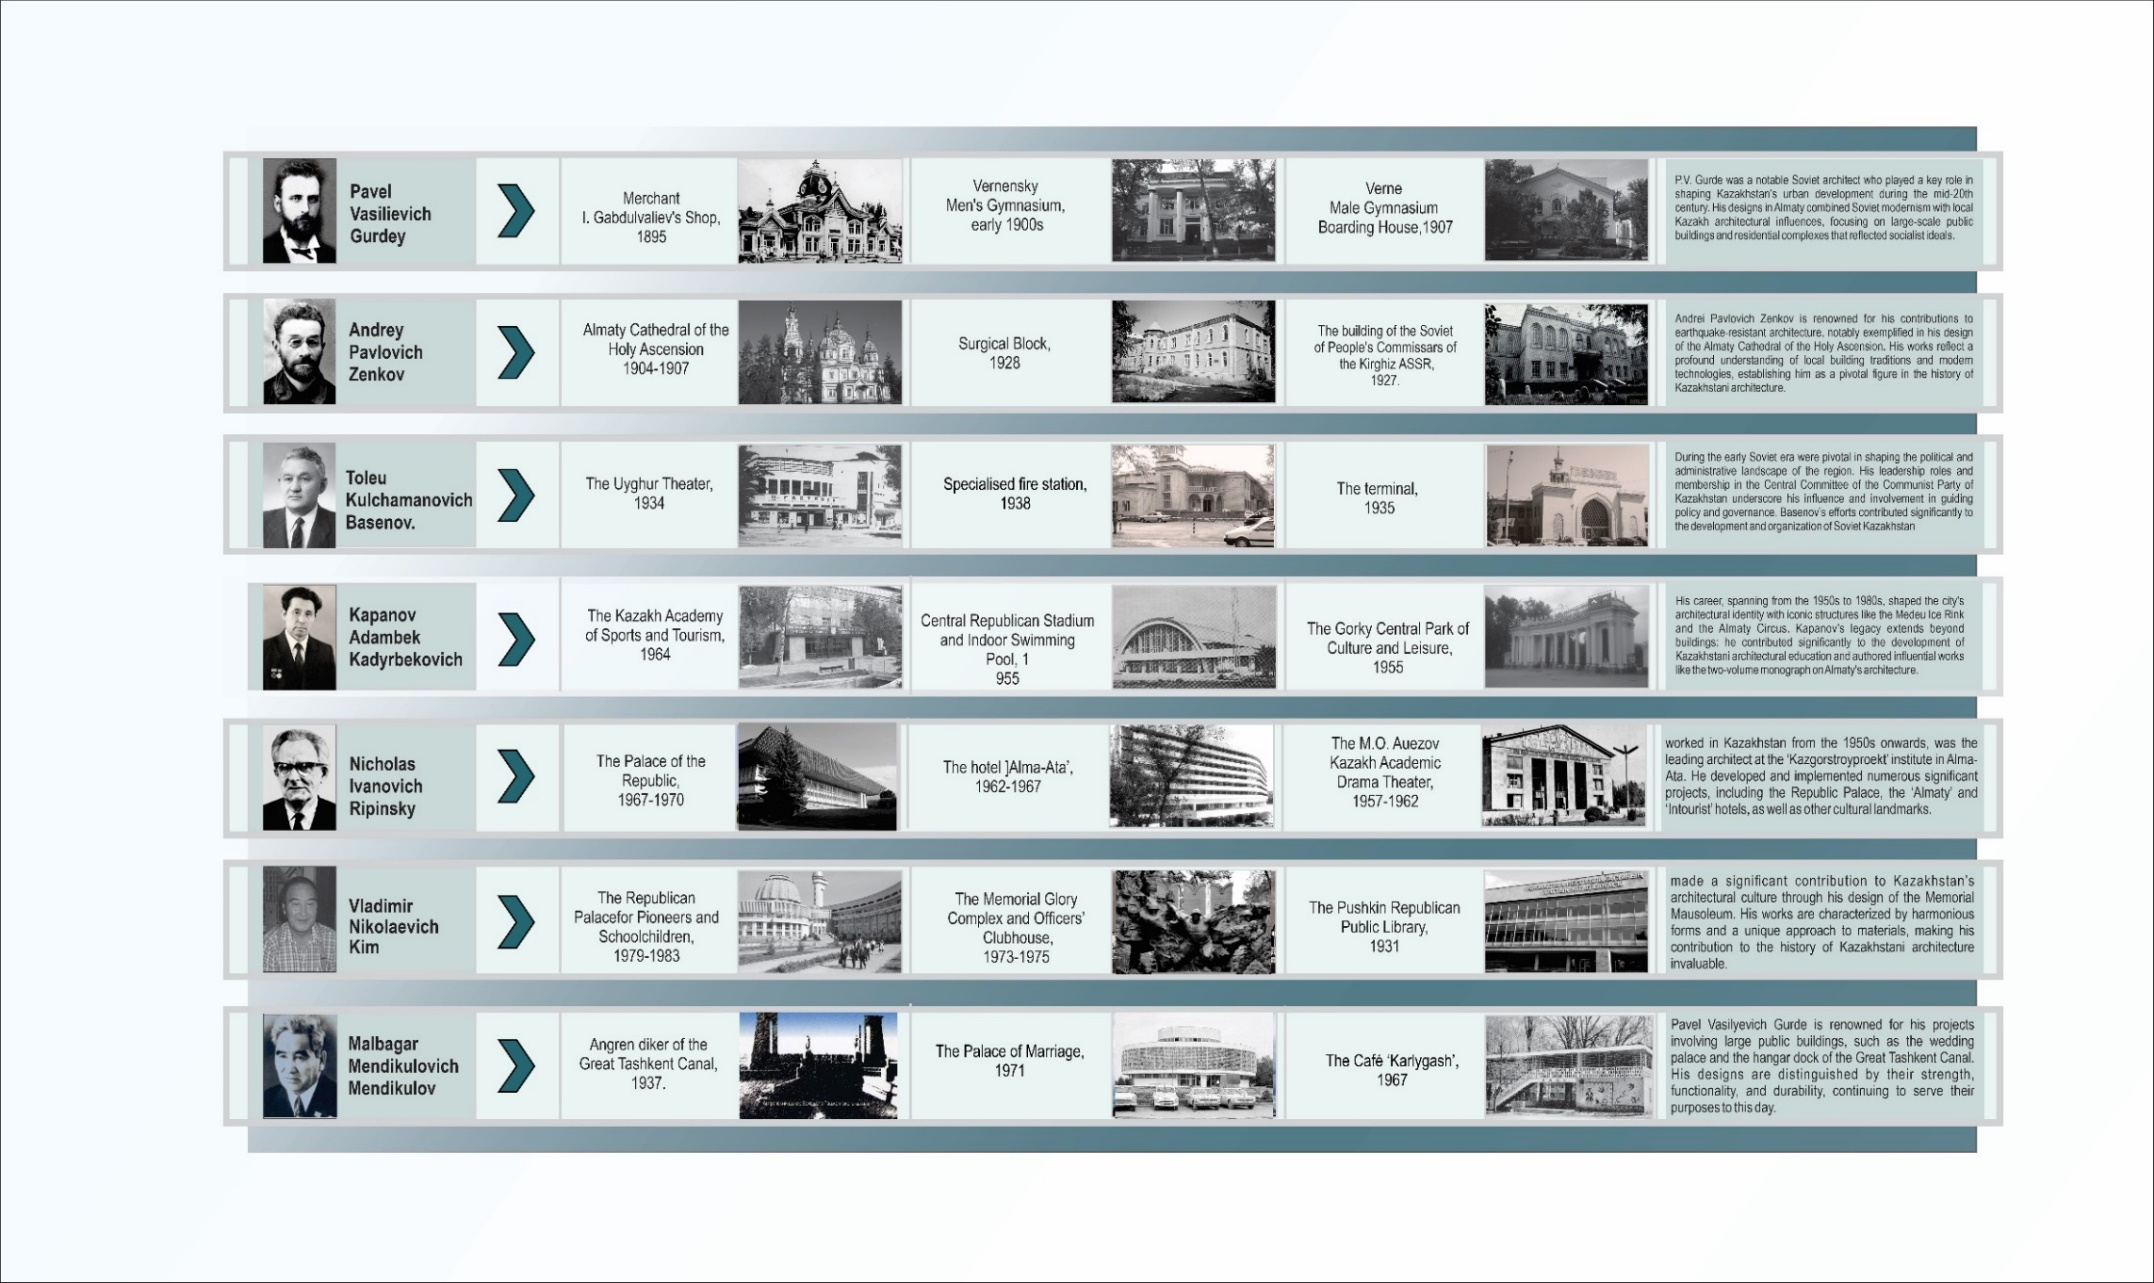 Pavel
Vasilievich
Gurdey
Merchant
I. Gabdulvaliev's Shop,
1895
Vernensky
Men's Gymnasium,
early 1900s
Verne
Male Gymnasium
Boarding House,1907
P.V. Gurde was a notable Soviet architect who played a key role in
shaping Kazakhstan's urban development during the mid-20th
century. His designs in Almaty combined Soviet modernism with local
Kazakh architectural influences, focusing on large-scale public
buildings and residential complexes that reflected socialist ideals.
Andrey
Pavlovich
Zenkov
Almaty Cathedral of the
Holy Ascension
1904-1907
Surgical Block,
1928
The building of the Soviet
of People's Commissars of
the Kirghiz ASSR,
1927.
Andrei Pavlovich Zenkov is renowned for his contributions to
earthquake-resistant architecture, notably exemplified in his design
of the Almaty Cathedral of the Holy Ascension. His works reflect a
profound understanding of local building traditions and modern
technologies, establishing him as a pivotal figure in the history of
Kazakhstani architecture.
Toleu
Kulchamanovich
Basenov.
The Uyghur Theater,
1934
Specialised fire station,
1938
The terminal,
1935
During the early Soviet era were pivotal in shaping the political and
administrative landscape of the region. His leadership roles and
membership in the Central Committee of the Communist Party of
Kazakhstan underscore his influence and involvement in guiding
policy and governance. Basenov's efforts contributed significantly to
the development and organization of Soviet Kazakhstan
Kapanov
Adambek
Kadyrbekovich
The Kazakh Academy
of Sports and Tourism,
1964
Central Republican Stadium
and Indoor Swimming
Pool, 1
955
The Gorky Central Park of
Culture and Leisure,
1955
His career, spanning from the 1950s to 1980s, shaped the city's
architectural identity with iconic structures like the Medeu Ice Rink
and the Almaty Circus. Kapanov's legacy extends beyond
buildings: he contributed significantly to the development of
Kazakhstani architectural education and authored influential works
like the two-volume monograph on Almaty's architecture.
Nicholas
Ivanovich
Ripinsky
The Palace of the
Republic,
1967-1970
The hotel ]Alma-Ata',
1962-1967
The M.O. Auezov
Kazakh Academic
Drama Theater,
1957-1962
worked in Kazakhstan from the 1950s onwards, was the
leading architect at the 'Kazgorstroyproekt' institute in Alma-
Ata. He developed and implemented numerous significant
projects, including the Republic Palace, the 'Almaty' and
'Intourist' hotels, as well as other cultural landmarks.
Vladimir
Nikolaevich
Kim
The Republican
Palacefor Pioneers and
Schoolchildren,
1979-1983
The Memorial Glory
Complex and Officers'
Clubhouse,
1973-1975
The Pushkin Republican
Public Library,
1931
made a significant contribution to Kazakhstan's
architectural culture through his design of the Memorial
Mausoleum. His works are characterized by harmonious
forms and a unique approach to materials, making his
contribution to the history of Kazakhstani architecture
invaluable.
Malbagar
Mendikulovich
Mendikulov
Angren diker of the
Great Tashkent Canal,
1937.
The Palace of Marriage,
1971
The Café 'Karlygash',
1967
Pavel Vasilyevich Gurde is renowned for his projects
involving large public buildings, such as the wedding
palace and the hangar dock of the Great Tashkent Canal.
His designs are distinguished by their strength,
functionality, and durability, continuing to serve their
purposes to this day.